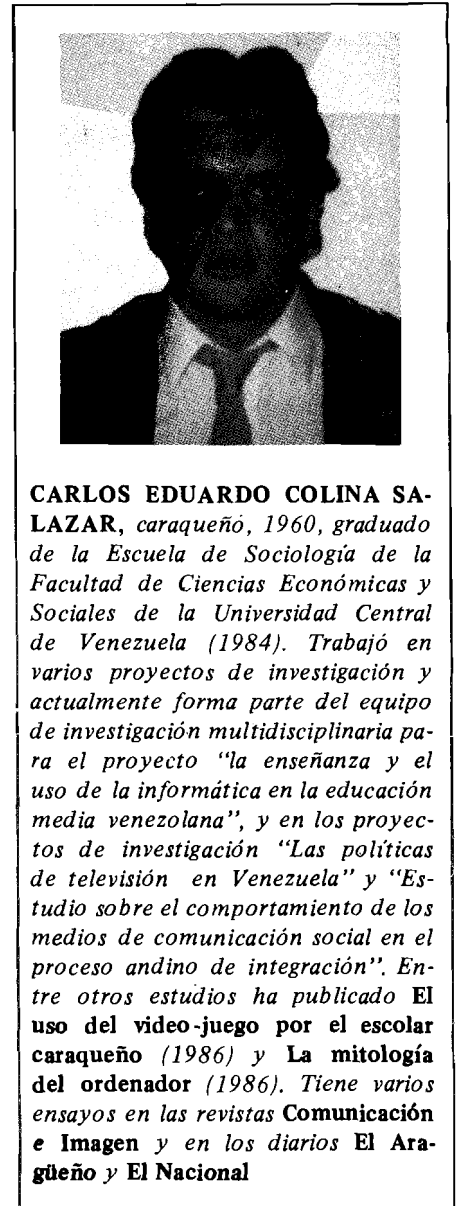 CARLOS EDUARDO COLINA SA-
LAZAR, caraqueñó, 1960, graduado
de la Escuela de Sociología de la
Facultad de Ciencias Económicas y
Sociales de la Universidad Central
de Venezuela (1984). Trabajó en
varios proyectos de investigación y
actualmente forma parte del equipo
de investigación multidisciplinaria pa-
ra el proyecto “la enseñanza y el
uso de la informática en la educación
media venezolana”, y en los proyec-
tos de investigación “Las políticas
de televisión en Venezuela” y “Es-
tudio sobre el comportamiento de los
medios de comunicación social en el
proceso andino de integración”. En-
tre otros estudios ha publicado El
uso del video-juego por el escolar
caraqueño (1986) y La mitología
del ordenador (1986). Tiene varios
ensayos en las revistas Comunicación
e Imagen y en los diarios El Ara-
güeño y El Nacional